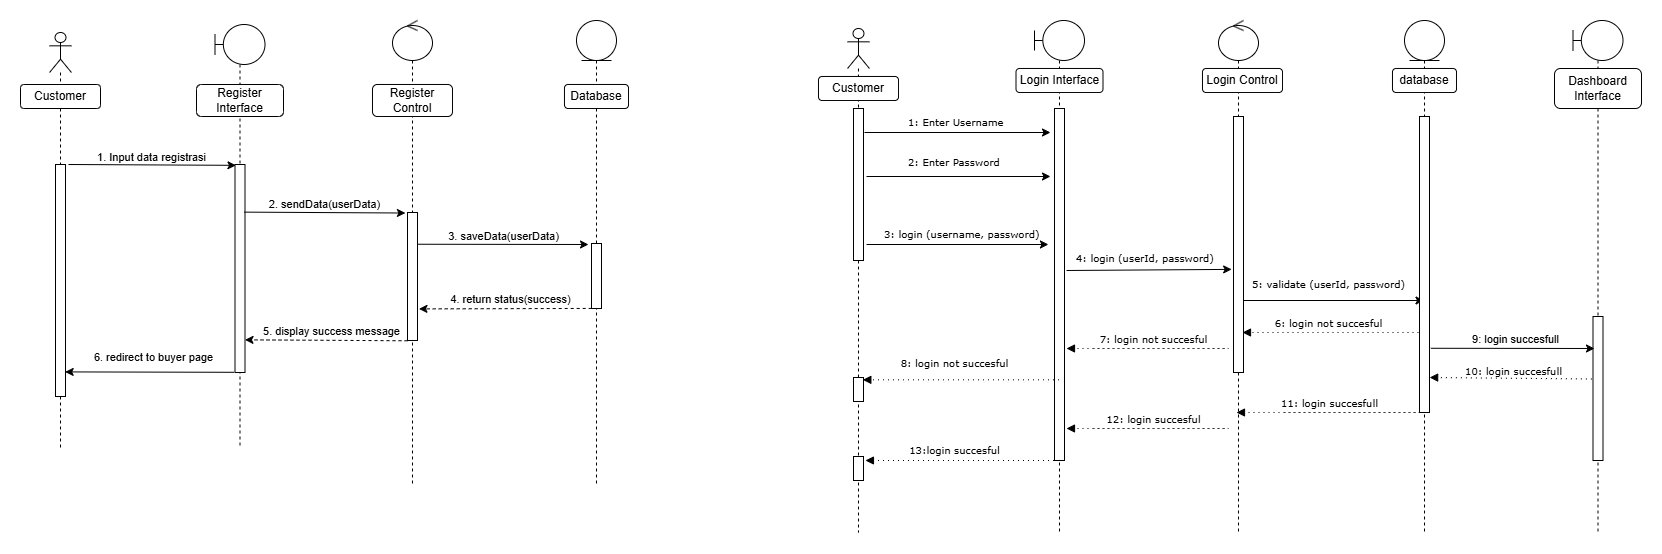 Customer
Register
Interface
Register
Control
Database
1. Input data registrasi
2. sendData(userData)
3. saveData(userData)
4. return status(success)
5. display success message
6. redirect to buyer page
Customer
Login Interface
Login Control
database
Dashboard
Interface
1: Enter Username
2: Enter Password
3: login (username, password)
4: login (userId, password)
5: validate (userId, password)
6: login not succesful
7: login not succesful
8: login not succesful
9: login succesfull
10: login succesfull
11: login succesfull
12: login succesful
13:login succesful